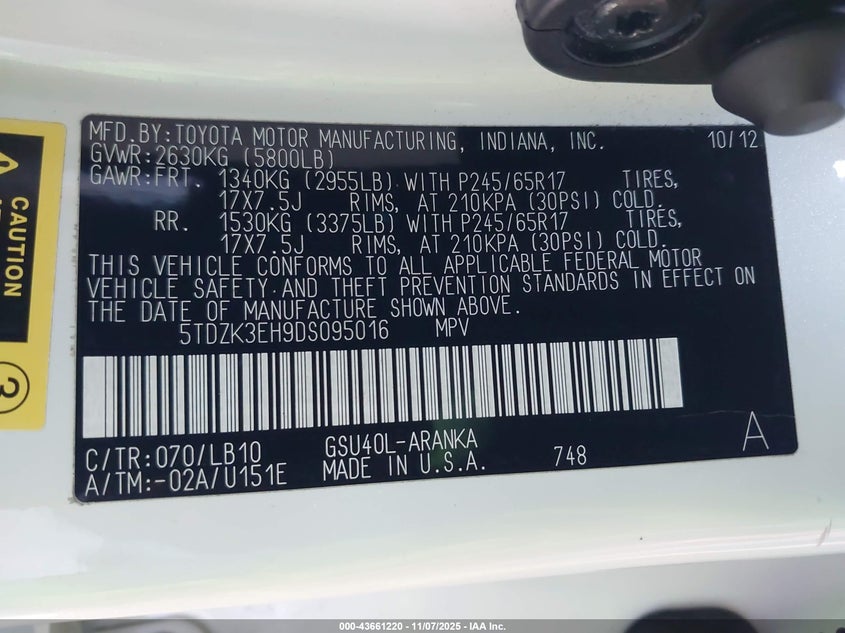 MFD.BY:TOYOTA MOTOR MANUFACTURING, INDIANA, INC. 10/12
GVWR:2630KG (5800LB)
GAWR:FRT. 1340KG (2955LB) WITH P245/65R17 TIRES,
17X7.5J RIMS, AT 210KPA (30PSI) COLD.
RR. 1530KG (3375LB) WITH P245/65R17 TIRES,
17X7.5J RIMS, AT 210KPA (30PSI) COLD.
THIS VEHICLE CONFORMS TO ALL APPLICABLE FEDERAL MOTOR
VEHICLE SAFETY AND THEFT PREVENTION STANDARDS IN EFFECT ON
THE DATE OF MANUFACTURE SHOWN ABOVE.
5TDZK3EH9DS095016 MPV
C/TR:070/LB10 GSU40L-ARANKA
A/TM:-02A/U151E MADE IN U.S.A. 748 A
CAUTION
3
000-43661220 - 11/07/2025 - IAA Inc.